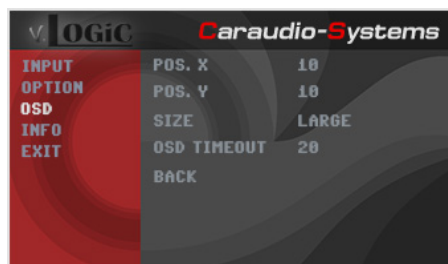 v.LOGiC
Caraudio-Systems
INPUT
OPTION
OSD
INFO
EXIT
POS. X 10
POS. Y 10
SIZE LARGE
OSD TIMEOUT 20
BACK